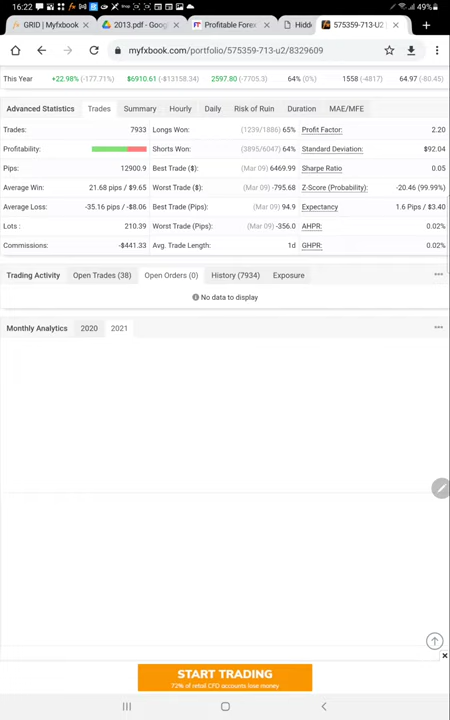 16:22
49%
GRID | Myfxbook
2013.pdf - Goog
Profitable Forex
Hidd
575359-713-U2 |
myfxbook.com/portfolio/575359-713-u2/8329609
This Year +22.98% (-177.71%) $6910.61 (-$13158.34) 2597.80 (-7705.3) 64% (0%) 1558 (-4817) 64.97 (-80.45)
Advanced Statistics Trades Summary Hourly Daily Risk of Ruin Duration MAE/MFE
Trades: 7933 Longs Won: (1239/1886) 65% Profit Factor: 2.20
Profitability: Shorts Won: (3895/6047) 64% Standard Deviation: $92.04
Pips: 12900.9 Best Trade ($): (Mar 09) 6469.99 Sharpe Ratio 0.05
Average Win: 21.68 pips / $9.65 Worst Trade ($): (Mar 09) -795.68 Z-Score (Probability): -20.46 (99.99%)
Average Loss: -35.16 pips / -$8.06 Best Trade (Pips): (Mar 09) 94.9 Expectancy 1.6 Pips / $3.40
Lots : 210.39 Worst Trade (Pips): (Mar 09) -356.0 AHPR: 0.02%
Commissions: -$441.33 Avg. Trade Length: 1d GHPR: 0.02%
Trading Activity Open Trades (38) Open Orders (0) History (7934) Exposure
No data to display
Monthly Analytics 2020 2021
START TRADING
72% of retail CFD accounts lose money